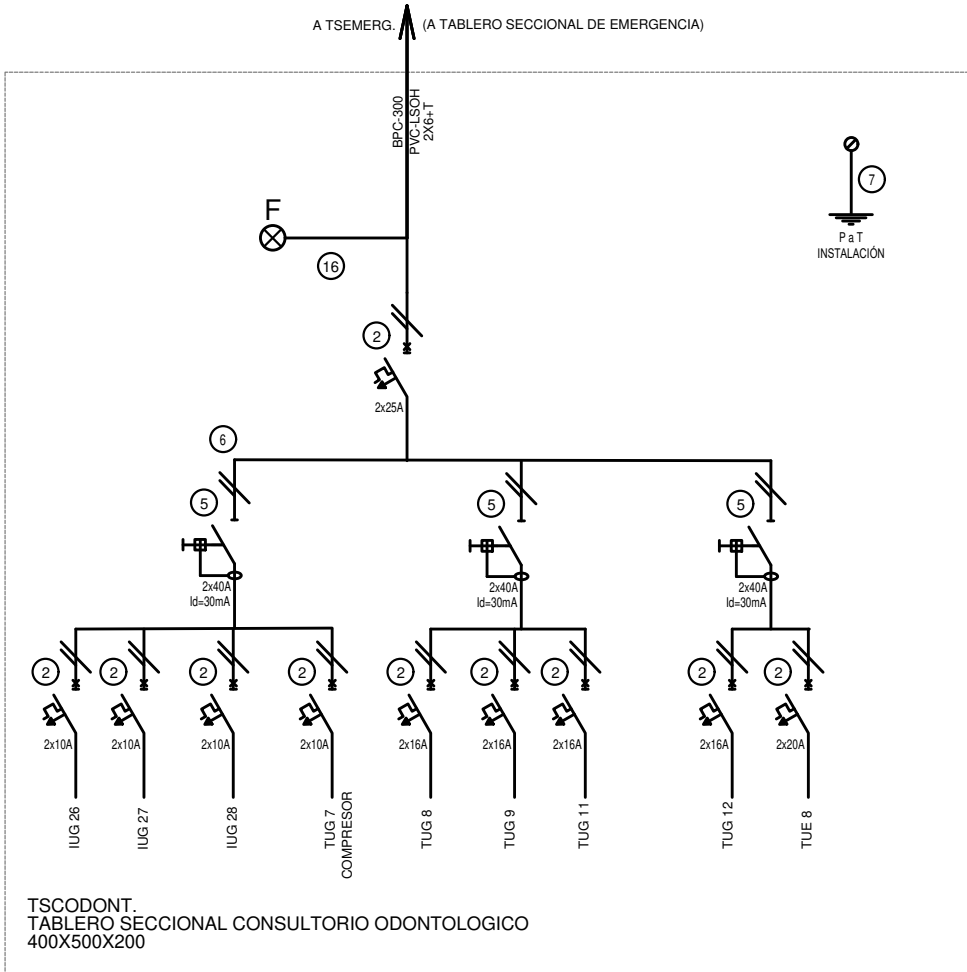 A TSEMERG. (A TABLERO SECCIONAL DE EMERGENCIA)
BPC-300
PVC-LSOH
2X6+T
7
P a T
INSTALACIÓN
F
16
2
2x25A
6
5
5
5
2x40A
Id=30mA
2x40A
Id=30mA
2x40A
Id=30mA
2
2
2
2
2
2
2
2
2
2x10A
2x10A
2x10A
2x10A
2x16A
2x16A
2x16A
2x16A
2x20A
IUG 26
IUG 27
IUG 28
TUG 7
COMPRESOR
TUG 8
TUG 9
TUG 11
TUG 12
TUE 8
TSCODONT.
TABLERO SECCIONAL CONSULTORIO ODONTOLOGICO
400X500X200